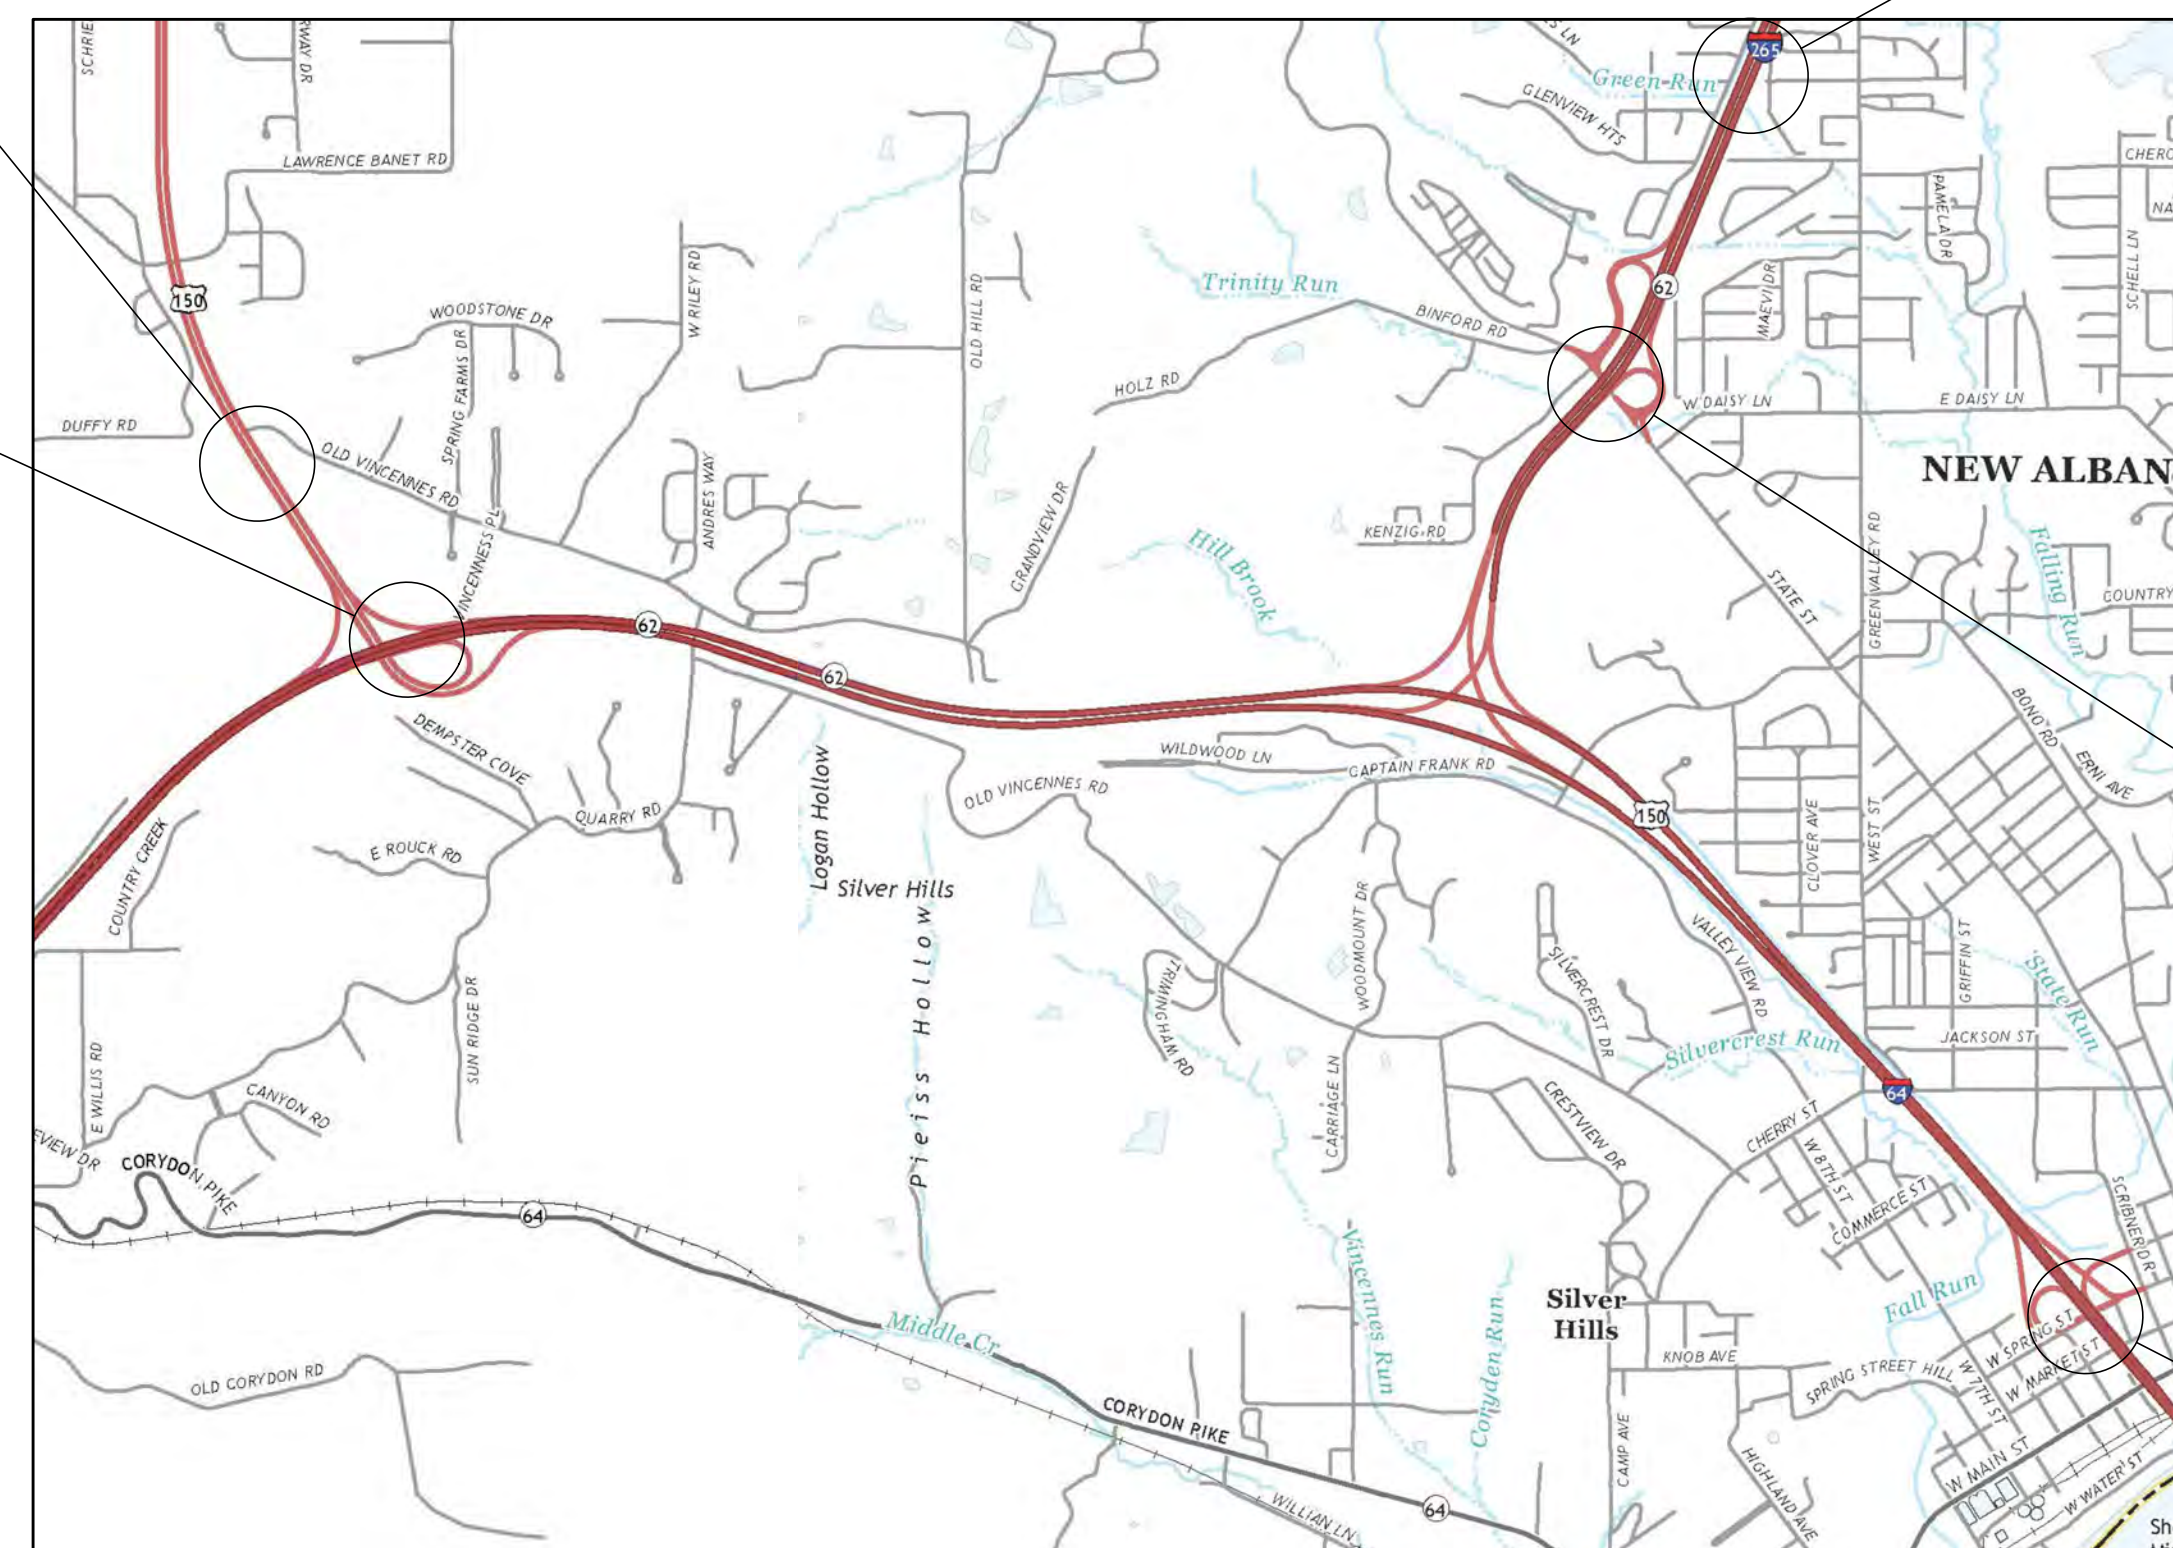 SCHRIE
RWAY DR
LAWRENCE BANET RD
150
WOODSTONE DR
SPRING FARMS DR
W RILEY RD
DUFFY RD
OLD VINCENNES RD
VINCENNESS PL
ANDRES WAY
OLD HILL RD
GRANDVIEW DR
HOLZ RD
Trinity Run
BINFORD RD
S LN
Green Run
GLENVIEW HTS
265
62
MAEVI DR
PAMELA DR
CHERO
NA
SCHELL LN
W DAISY LN
E DAISY LN
NEW ALBAN
KENZIG RD
Hill Brook
STATE ST
GREEN VALLEY RD
Falling Run
COUNTRY
BONO RD
ERNI AVE
62
62
DEMPSTER COVE
QUARRY RD
E ROUCK RD
COUNTRY CREEK
Logan Hollow
Silver Hills
Pieiss Hollow
OLD VINCENNES RD
WILDWOOD LN
CAPTAIN FRANK RD
150
CLOVER AVE
WEST ST
WOODMOUNT DR
TRIMINGHAM RD
SILVERCREST DR
VALLEY VIEW RD
GRIFFIN ST
State Run
JACKSON ST
Silvercrest Run
64
E WILLIS RD
SUN RIDGE DR
CANYON RD
EVIEW DR
CORYDON PIKE
64
CARRIAGE LN
CRESTVIEW DR
CHERRY ST
W 8TH ST
COMMERCE ST
SCRIBNER DR
Vincennes Run
Coryden Run
Silver
Hills
Fall Run
KNOB AVE
SPRING STREET HILL
W SPRING ST
W MARKET ST
W 7TH ST
OLD CORYDON RD
Middle Cr
CORYDON PIKE
64
WILLIAN LN
CAMP AVE
HIGHLAND AVE
W MAIN ST
W WATER ST
Sh